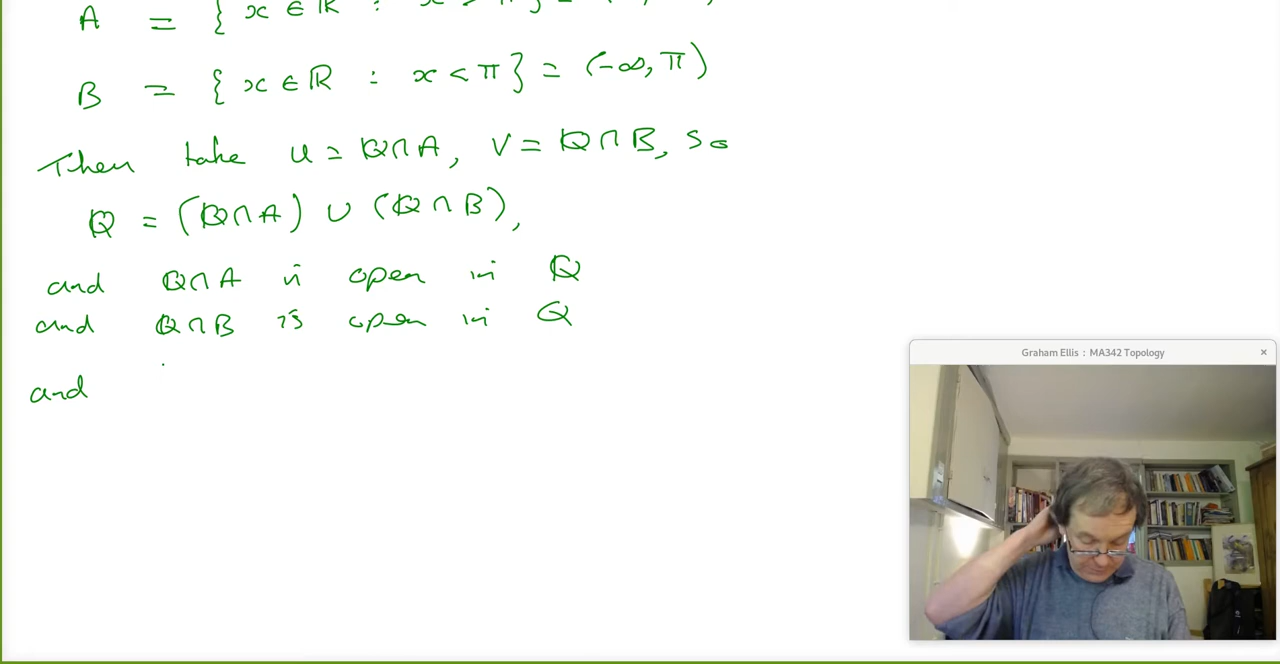 A = { x ∈ ℝ :
B = { x ∈ ℝ : x < π } = (-∞, π)
Then take U = ℚ∩A, V = ℚ∩B, so
ℚ = (ℚ∩A) ∪ (ℚ∩B),
and ℚ∩A is open in ℚ
and ℚ∩B is open in ℚ
and
Graham Ellis : MA342 Topology